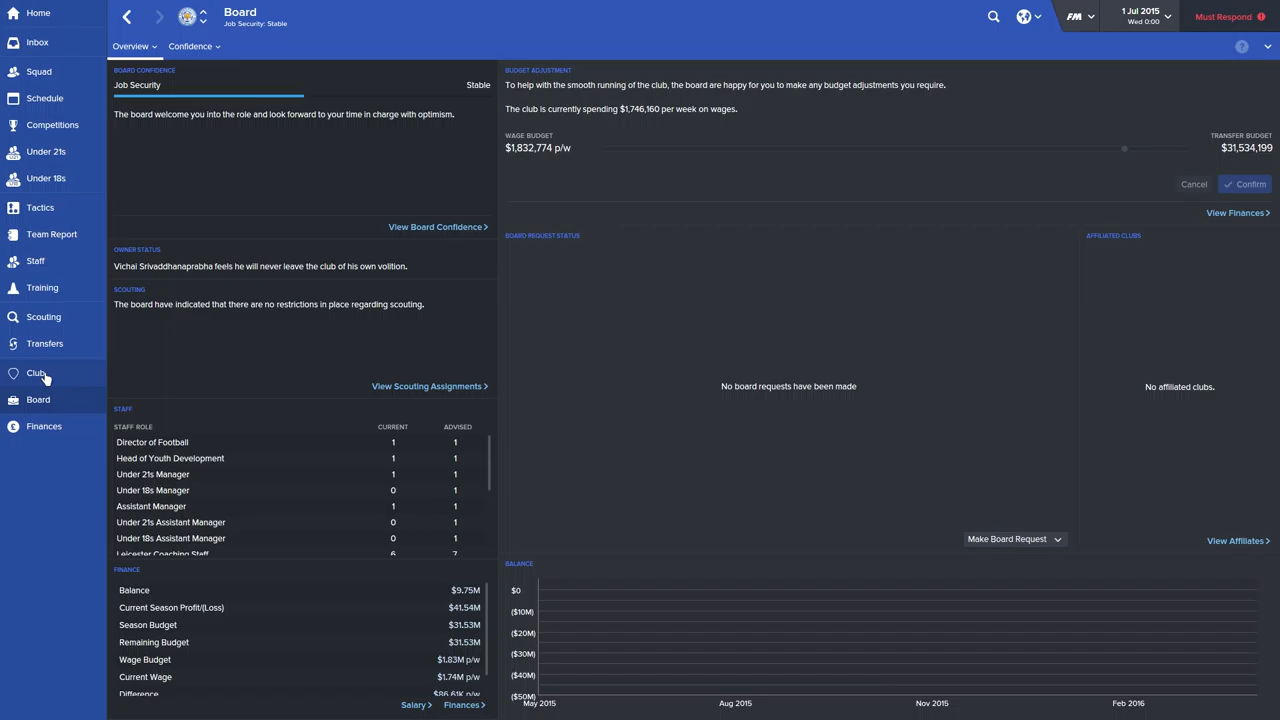 Home
Inbox
Squad
Schedule
Competitions
Under 21s
Under 18s
Tactics
Team Report
Staff
Training
Scouting
Transfers
Club
Board
Finances
Board
Job Security: Stable
FM
1 Jul 2015
Wed 0:00
Must Respond
Overview
Confidence
BOARD CONFIDENCE
Job Security
Stable
The board welcome you into the role and look forward to your time in charge with optimism.
View Board Confidence >
OWNER STATUS
Vichai Srivaddhanaprabha feels he will never leave the club of his own volition.
SCOUTING
The board have indicated that there are no restrictions in place regarding scouting.
View Scouting Assignments >
STAFF
STAFF ROLE CURRENT ADVISED
Director of Football 1 1
Head of Youth Development 1 1
Under 21s Manager 1 1
Under 18s Manager 0 1
Assistant Manager 1 1
Under 21s Assistant Manager 0 1
Under 18s Assistant Manager 0 1
Leicester Coaching Staff 6 7
FINANCE
Balance $9.75M
Current Season Profit/(Loss) $41.54M
Season Budget $31.53M
Remaining Budget $31.53M
Wage Budget $1.83M p/w
Current Wage $1.74M p/w
Difference $86.61K p/w
Salary > Finances >
BUDGET ADJUSTMENT
To help with the smooth running of the club, the board are happy for you to make any budget adjustments you require.
The club is currently spending $1,746,160 per week on wages.
WAGE BUDGET TRANSFER BUDGET
$1,832,774 p/w $31,534,199
Cancel Confirm
View Finances >
BOARD REQUEST STATUS
No board requests have been made
Make Board Request
AFFILIATED CLUBS
No affiliated clubs.
View Affiliates >
BALANCE
$0
($10M)
($20M)
($30M)
($40M)
($50M)
May 2015 Aug 2015 Nov 2015 Feb 2016